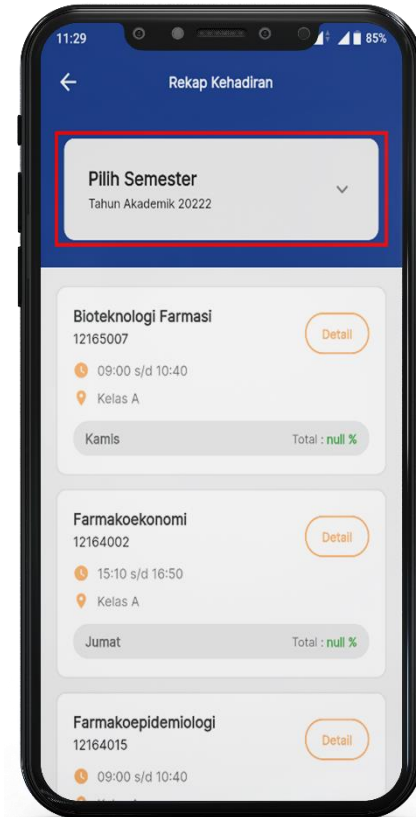 11:29
85%
Rekap Kehadiran
Pilih Semester
Tahun Akademik 20222
Bioteknologi Farmasi
12165007
Detail
09:00 s/d 10:40
Kelas A
Kamis
Total : null %
Farmakoekonomi
12164002
Detail
15:10 s/d 16:50
Kelas A
Jumat
Total : null %
Farmakoepidemiologi
12164015
Detail
09:00 s/d 10:40